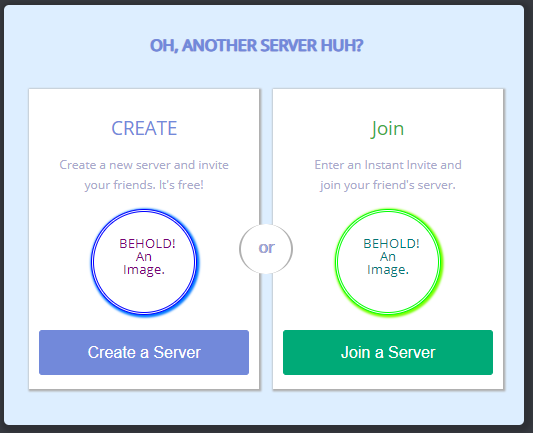 OH, ANOTHER SERVER HUH?
CREATE
Create a new server and invite
your friends. It's free!
BEHOLD!
An
Image.
Create a Server
or
Join
Enter an Instant Invite and
join your friend's server.
BEHOLD!
An
Image.
Join a Server